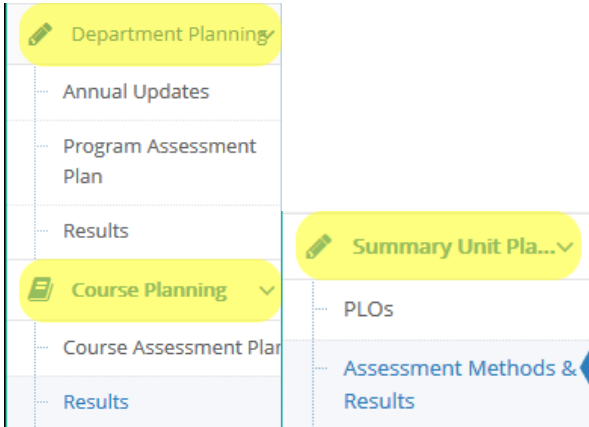 Department Planning
Annual Updates
Program Assessment
Plan
Results
Course Planning
Course Assessment Plan
Results
Summary Unit Pla...
PLOs
Assessment Methods &
Results